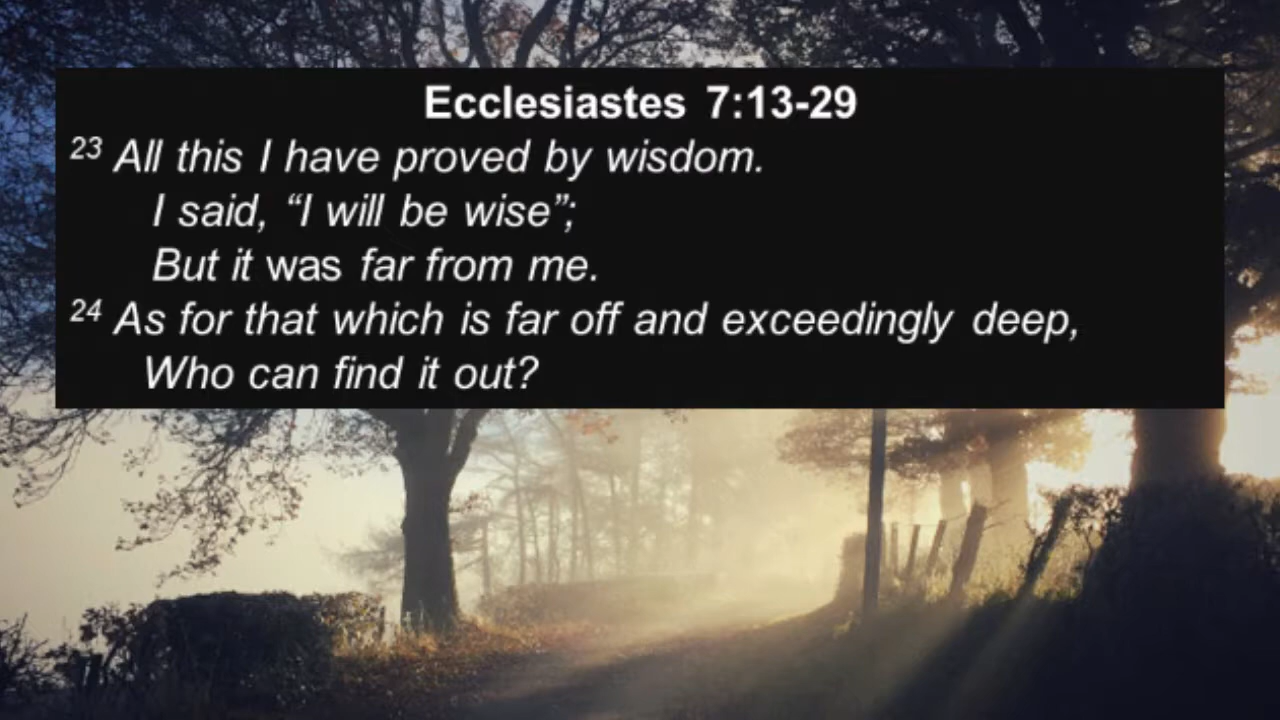 Ecclesiastes 7:13-29
23 All this I have proved by wisdom.
I said, “I will be wise”;
But it was far from me.
24 As for that which is far off and exceedingly deep,
Who can find it out?